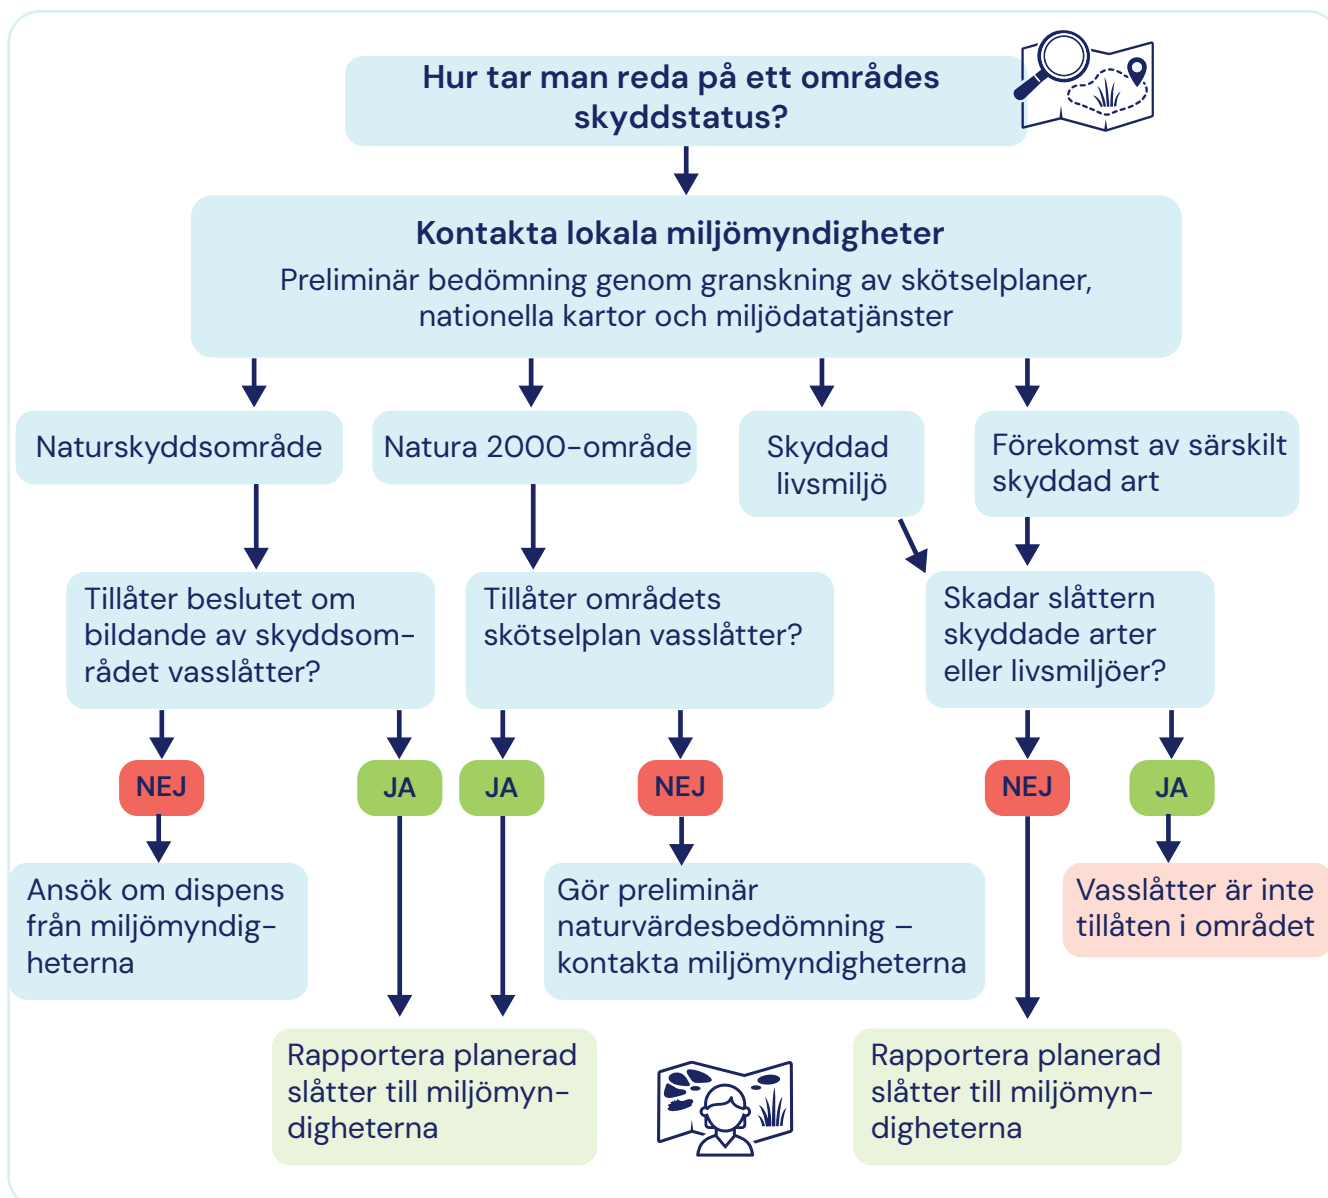 Hur tar man reda på ett områdes
skyddstatus?
Kontakta lokala miljömyndigheter
Preliminär bedömning genom granskning av skötselplaner,
nationella kartor och miljödatatjänster
Naturskyddsområde
Natura 2000-område
Skyddad
livsmiljö
Förekomst av särskilt
skyddad art
Tillåter beslutet om
bildande av skyddsom-
rådet vasslåtter?
Tillåter områdets
skötselplan vasslåtter?
Skadar slåttern
skyddade arter
eller livsmiljöer?
NEJ
JA
JA
NEJ
NEJ
JA
Ansök om dispens
från miljömyndig-
heterna
Gör preliminär
naturvärdesbedömning –
kontakta miljömyndigheterna
Vasslåtter är inte
tillåten i området
Rapportera planerad
slåtter till miljömyn-
digheterna
Rapportera planerad
slåtter till miljömyn-
digheterna